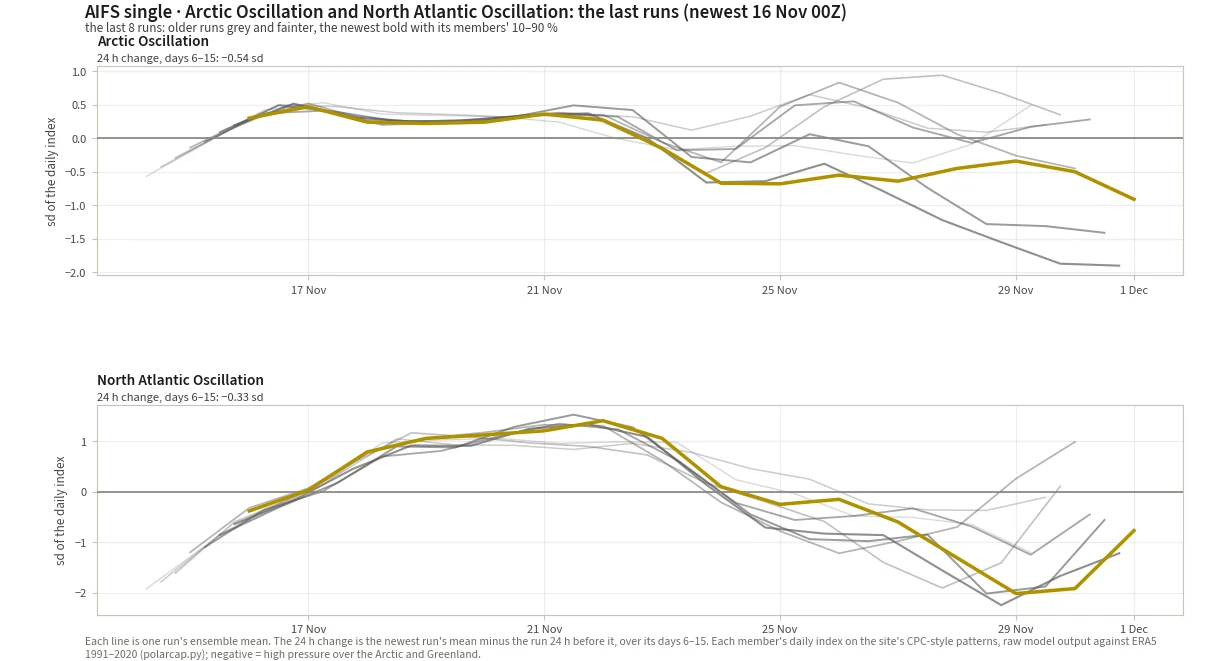 AIFS single · Arctic Oscillation and North Atlantic Oscillation: the last runs (newest 16 Nov 00Z)
the last 8 runs: older runs grey and fainter, the newest bold with its members' 10–90 %
Arctic Oscillation
24 h change, days 6–15: −0.54 sd
sd of the daily index
1.0
0.5
0.0
−0.5
−1.0
−1.5
−2.0
17 Nov 21 Nov 25 Nov 29 Nov 1 Dec
North Atlantic Oscillation
24 h change, days 6–15: −0.33 sd
sd of the daily index
1
0
−1
−2
17 Nov 21 Nov 25 Nov 29 Nov 1 Dec
Each line is one run's ensemble mean. The 24 h change is the newest run's mean minus the run 24 h before it, over its days 6–15. Each member's daily index on the site's CPC-style patterns, raw model output against ERA5
1991–2020 (polarcap.py); negative = high pressure over the Arctic and Greenland.